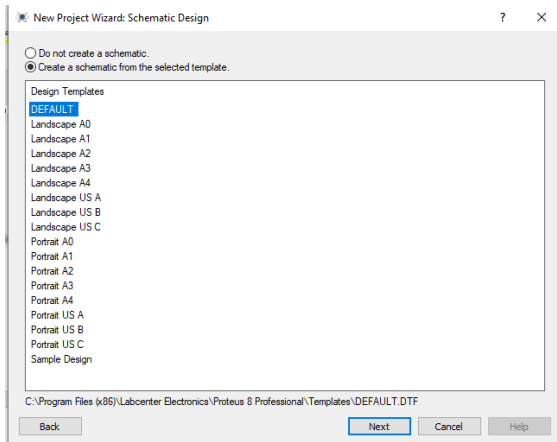 New Project Wizard: Schematic Design
Do not create a schematic.
Create a schematic from the selected template.
Design Templates
DEFAULT
Landscape A0
Landscape A1
Landscape A2
Landscape A3
Landscape A4
Landscape US A
Landscape US B
Landscape US C
Portrait A0
Portrait A1
Portrait A2
Portrait A3
Portrait A4
Portrait US A
Portrait US B
Portrait US C
Sample Design
C:\Program Files (x86)\Labcenter Electronics\Proteus 8 Professional\Templates\DEFAULT.DTF
Back Next Cancel Help